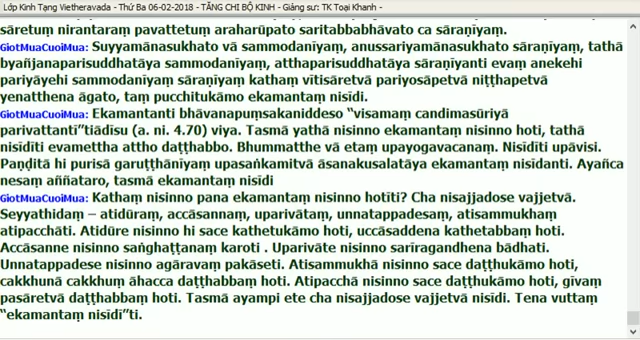 Lớp Kinh Tạng Vietheravada - Thứ Ba 06-02-2018 - TĂNG CHI BỘ KINH - Giảng sư: TK Toại Khanh -
sāretuṃ nirantaraṃ pavattetuṃ araharūpato saritabbabhāvato ca sāraṇīyaṃ.
GiotMuaCuoiMua: Suyyamānasukhato vā sammodanīyaṃ, anussariyamānasukhato sāraṇīyaṃ, tathā
byañjanaparisuddhatāya sammodanīyaṃ, atthaparisuddhatāya sāraṇīyanti evaṃ anekehi
pariyāyehi sammodanīyaṃ sāraṇīyaṃ kathaṃ vītisāretvā pariyosāpetvā niṭṭhapetvā
yenatthena āgato, taṃ pucchitukāmo ekamantaṃ nisīdi.
GiotMuaCuoiMua: Ekamantanti bhāvanapuṃsakaniddeso “visamaṃ candimasūriyā
parivattantī”tiādīsu (a. ni. 4.70) viya. Tasmā yathā nisinno ekamantaṃ nisinno hoti, tathā
nisīdīti evamettha attho daṭṭhabbo. Bhummatthe vā etaṃ upayogavacanaṃ. Nisīdīti upāvisi.
Paṇḍitā hi purisā garuṭṭhānīyaṃ upasaṅkamitvā āsanakusalatāya ekamantaṃ nisīdanti. Ayañca
nesaṃ aññataro, tasmā ekamantaṃ nisīdi
GiotMuaCuoiMua: Kathaṃ nisinno pana ekamantaṃ nisinno hotīti? Cha nisajjadose vajjetvā.
Seyyathidaṃ – atidūraṃ, accāsannaṃ, uparivātaṃ, unnatappadesaṃ, atisammukhaṃ
atipacchāti. Atidūre nisinno hi sace kathetukāmo hoti, uccāsaddena kathetabbaṃ hoti.
Accāsanne nisinno saṅghaṭṭanaṃ karoti . Uparivāte nisinno sarīragandhena bādhati.
Unnatappadese nisinno agāravaṃ pakāseti. Atisammukhā nisinno sace daṭṭhukāmo hoti,
cakkhunā cakkhuṃ āhacca daṭṭhabbaṃ hoti. Atipacchā nisinno sace daṭṭhukāmo hoti, gīvaṃ
pasāretvā daṭṭhabbaṃ hoti. Tasmā ayampi ete cha nisajjadose vajjetvā nisīdi. Tena vuttaṃ
“ekamantaṃ nisīdī”ti.